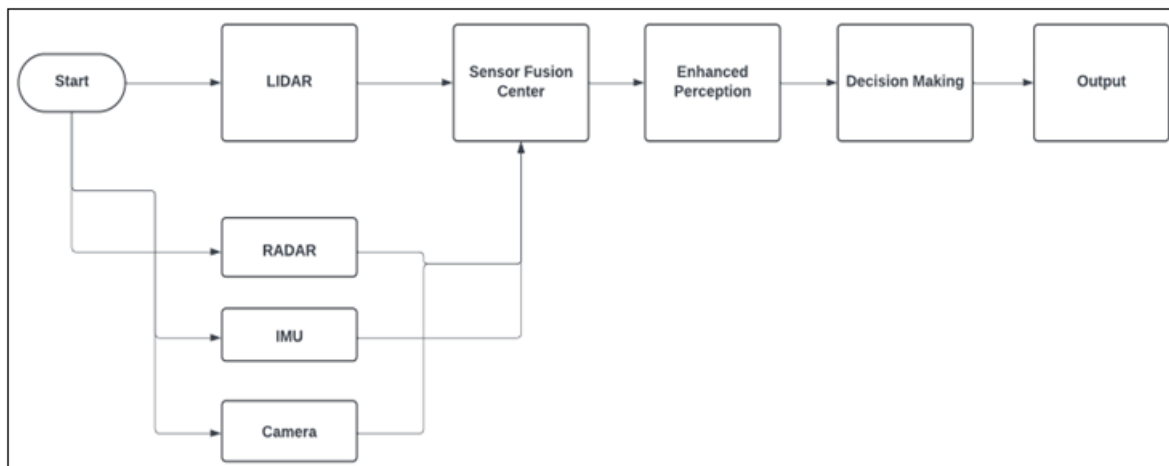 Start
LIDAR
Sensor Fusion
Center
Enhanced
Perception
Decision Making
Output
RADAR
IMU
Camera